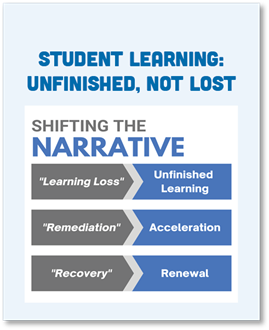 STUDENT LEARNING:
UNFINISHED, NOT LOST
SHIFTING THE
NARRATIVE
"Learning Loss" Unfinished
Learning
"Remediation" Acceleration
"Recovery" Renewal